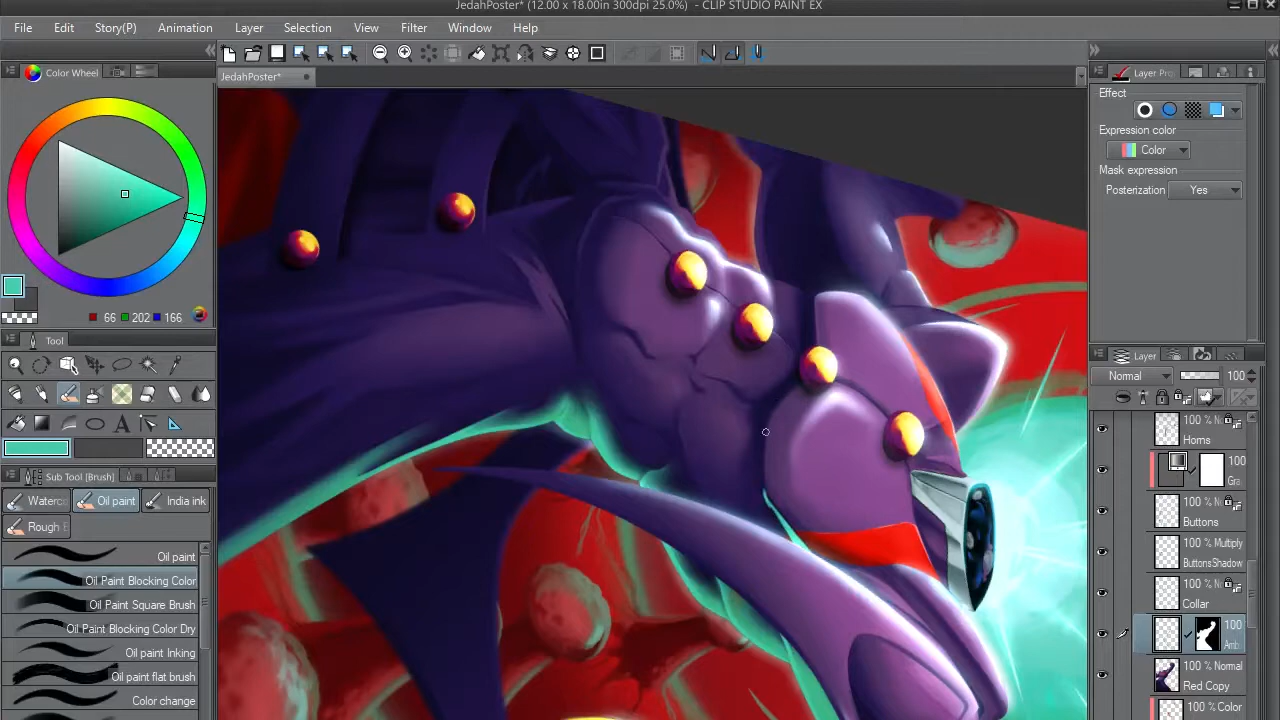 JedahPoster* (12.00 x 18.00in 300dpi 25.0%) - CLIP STUDIO PAINT EX
File Edit Story(P) Animation Layer Selection View Filter Window Help
JedahPoster*
Color Wheel
66 202 166
Tool
Sub Tool[Brush]
Waterc Oil paint India ink
Rough
Oil paint
Oil Paint Blocking Color
Oil Paint Square Brush
Oil Paint Blocking Color Dry
Oil paint Inking
Oil paint flat brush
Color change
Layer Pro
Effect
Expression color
Color
Mask expression
Posterization Yes
Layer
Normal 100
100 % N
Horns
100
Gra
100 % N
Buttons
100 % Multiply
ButtonsShadow
100 % N
Collar
100
Amb
100 % Normal
Red Copy
100 % Color